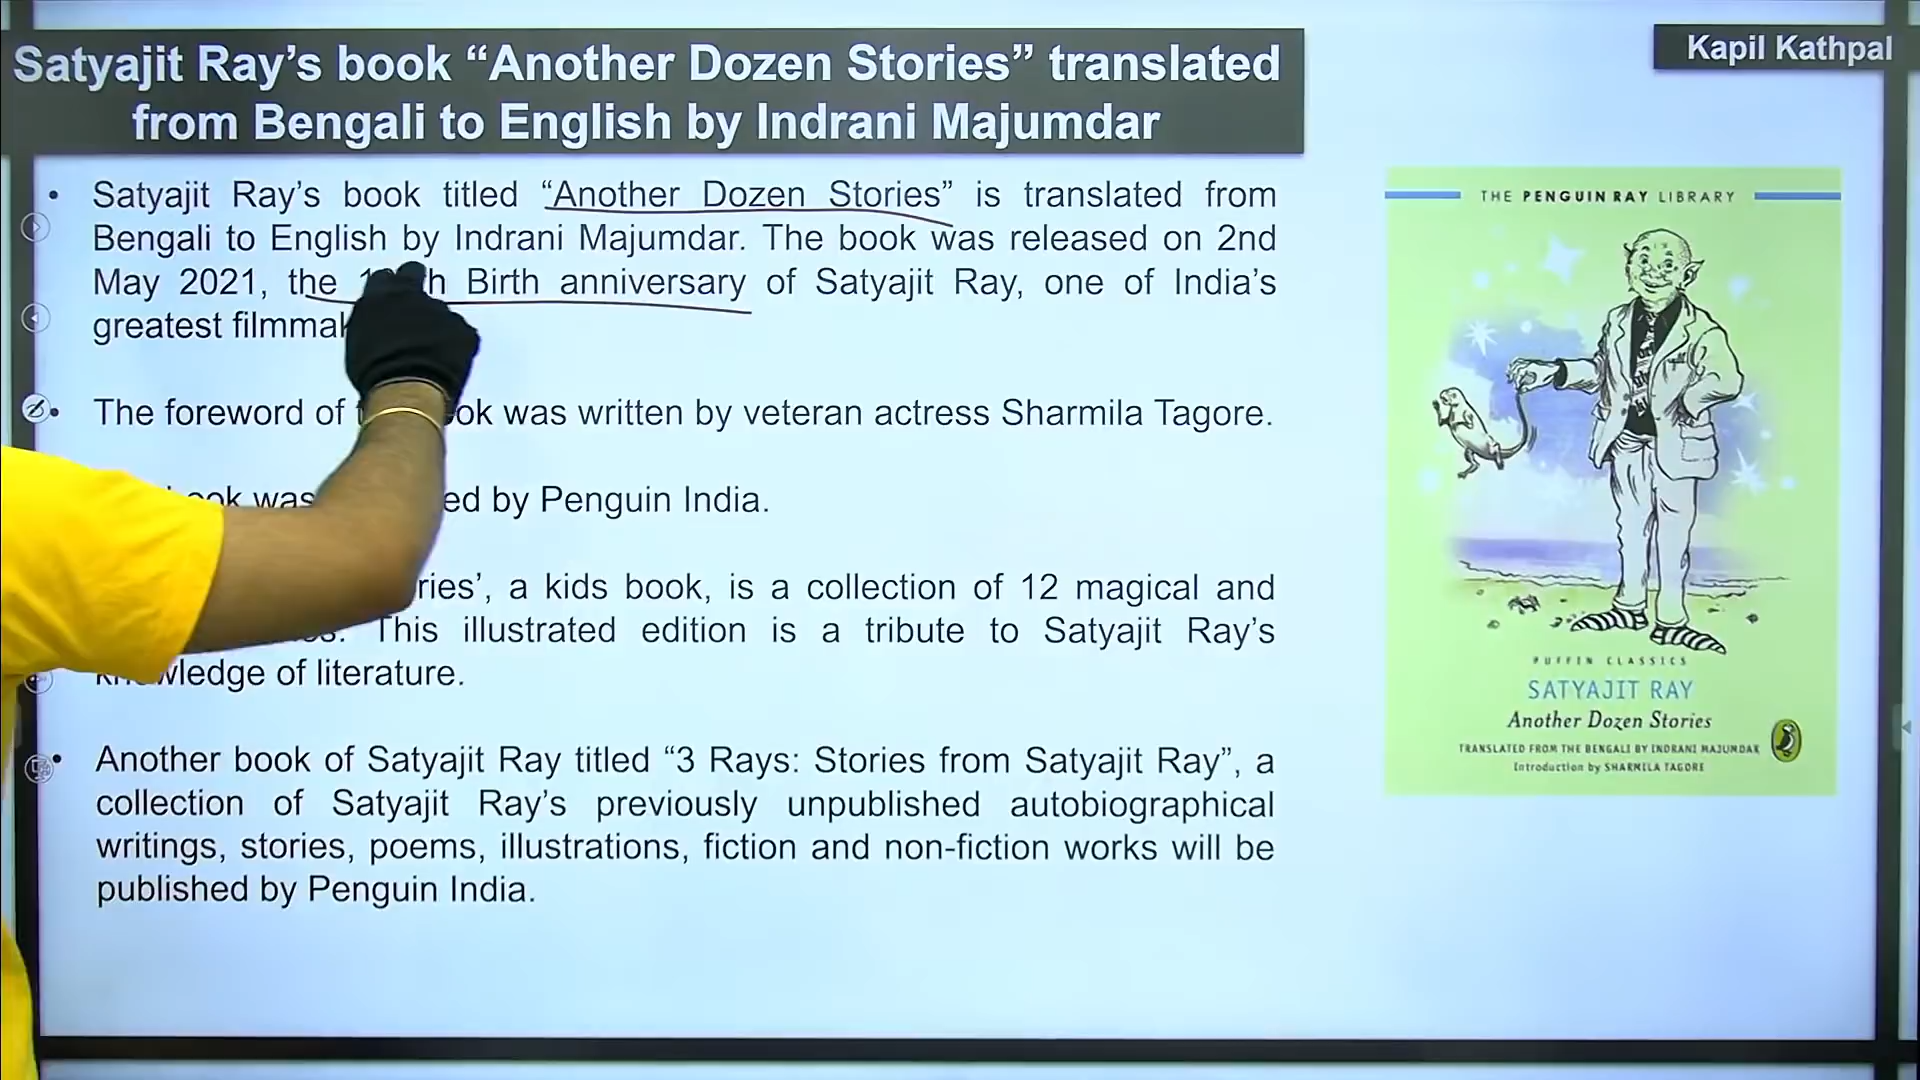 Satyajit Ray's book “Another Dozen Stories” translated
from Bengali to English by Indrani Majumdar
Kapil Kathpal
• Satyajit Ray's book titled “Another Dozen Stories” is translated from
Bengali to English by Indrani Majumdar. The book was released on 2nd
May 2021, the Birth anniversary of Satyajit Ray, one of India's
greatest
• The foreword of was written by veteran actress Sharmila Tagore.
was by Penguin India.
a kids book, is a collection of 12 magical and
This illustrated edition is a tribute to Satyajit Ray's
knowledge of literature.
• Another book of Satyajit Ray titled “3 Rays: Stories from Satyajit Ray”, a
collection of Satyajit Ray's previously unpublished autobiographical
writings, stories, poems, illustrations, fiction and non-fiction works will be
published by Penguin India.
THE PENGUIN RAY LIBRARY
PUFFIN CLASSICS
SATYAJIT RAY
Another Dozen Stories
TRANSLATED FROM THE BENGALI BY INDRANI MAJUMDAR
Introduction by SHARMILA TAGORE